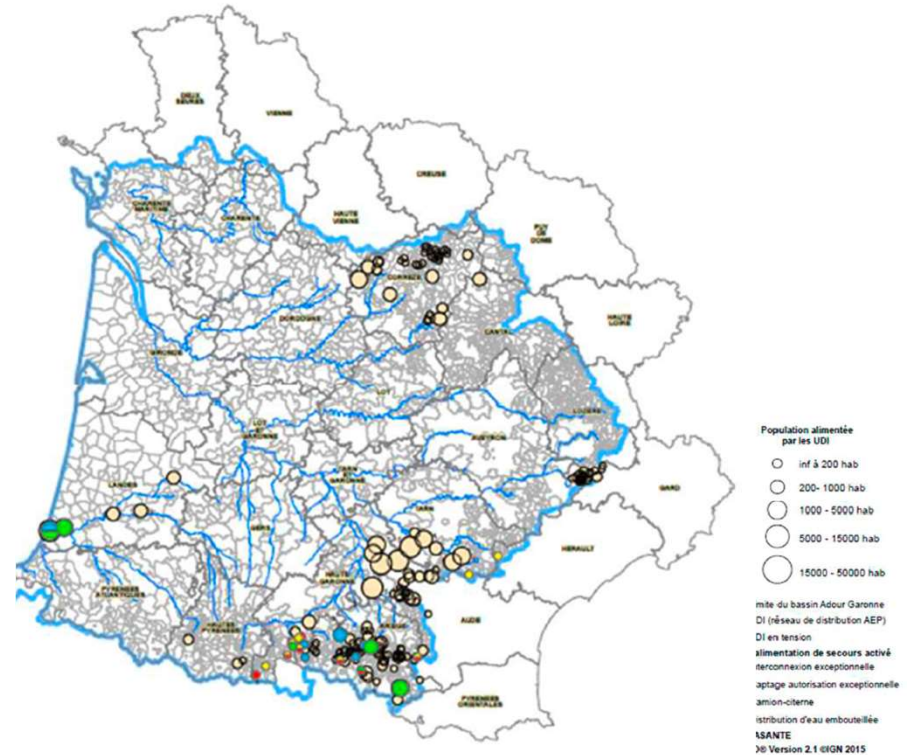 DEUX
SEVRES
VIENNE
CREUSE
HAUTE
VIENNE
PUY
DE
DOME
CHARENTE
MARITIME
CHARENTE
CORREZE
DORDOGNE
CANTAL
HAUTE
LOIRE
GIRONDE
LOT
LOZERE
LOT
ET
GARONNE
AVEYRON
TARN
ET
GARONNE
GARD
LANDES
TARN
GERS
HERAULT
HAUTE
GARONNE
PYRENEES
ATLANTIQUES
HAUTES
PYRENEES
ARIEGE
AUDE
PYRENEES
ORIENTALES
Population alimentée
par les UDI
inf à 200 hab
200- 1000 hab
1000 - 5000 hab
5000 - 15000 hab
15000 - 50000 hab
mite du bassin Adour Garonne
DI (réseau de distribution AEP)
DI en tension
alimentation de secours activé
terconnexion exceptionnelle
aptage autorisation exceptionnelle
amion-citerne
istribution d'eau embouteillée
ASANTE
D® Version 2.1 ©IGN 2015